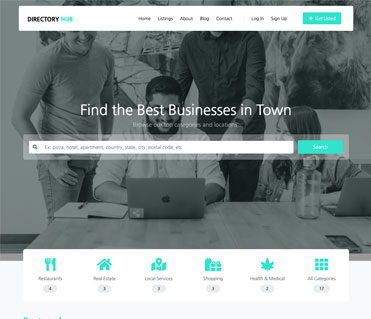 DIRECTORY HUB
Home Listings About Blog Contact Log In Sign Up + Get Listed
Find the Best Businesses in Town
Browse our top categories and locations.
Ex: pizza, hotel, apartment, country, state, city, postal code, etc.
Search
Restaurants Real Estate Local Services Shopping Health & Medical All Categories
4 3 3 3 2 17